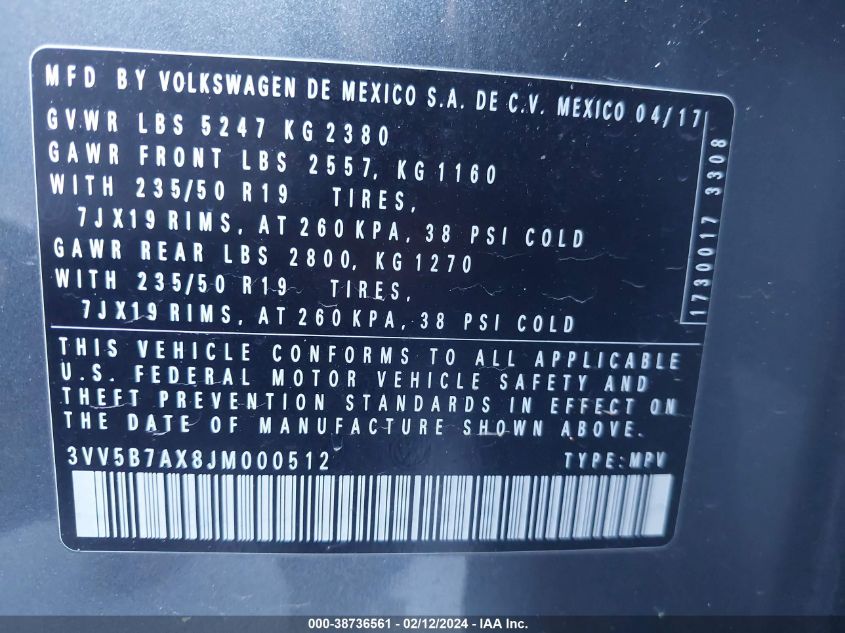 MFD BY VOLKSWAGEN DE MEXICO S.A. DE C.V. MEXICO 04/17
GVWR LBS 5247 KG 2380
GAWR FRONT LBS 2557, KG 1160
WITH 235/50 R19 TIRES,
7JX19 RIMS, AT 260 KPA, 38 PSI COLD
GAWR REAR LBS 2800, KG 1270
WITH 235/50 R19 TIRES,
7JX19 RIMS, AT 260 KPA, 38 PSI COLD
1730017 3308
THIS VEHICLE CONFORMS TO ALL APPLICABLE
U.S. FEDERAL MOTOR VEHICLE SAFETY AND
THEFT PREVENTION STANDARDS IN EFFECT ON
THE DATE OF MANUFACTURE SHOWN ABOVE.
3VV5B7AX8JM000512 TYPE:MPV
000-38736561 - 02/12/2024 - IAA Inc.